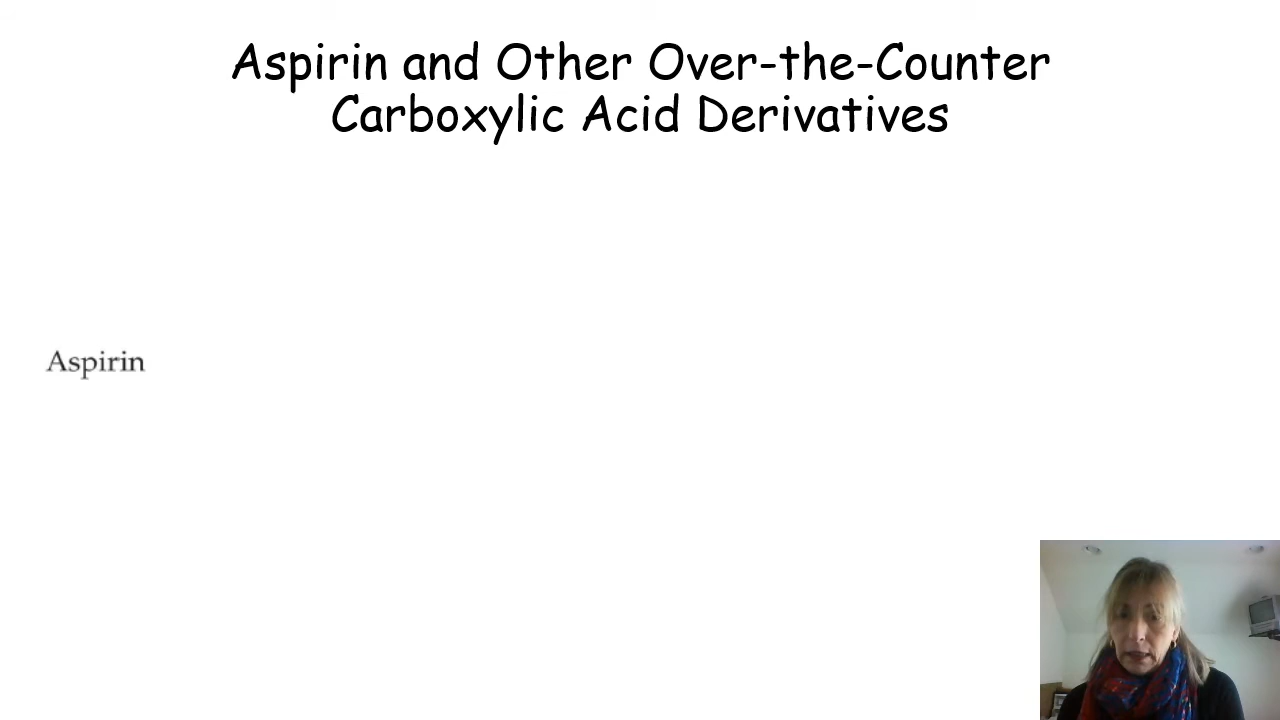 Aspirin and Other Over-the-Counter
Carboxylic Acid Derivatives
Aspirin